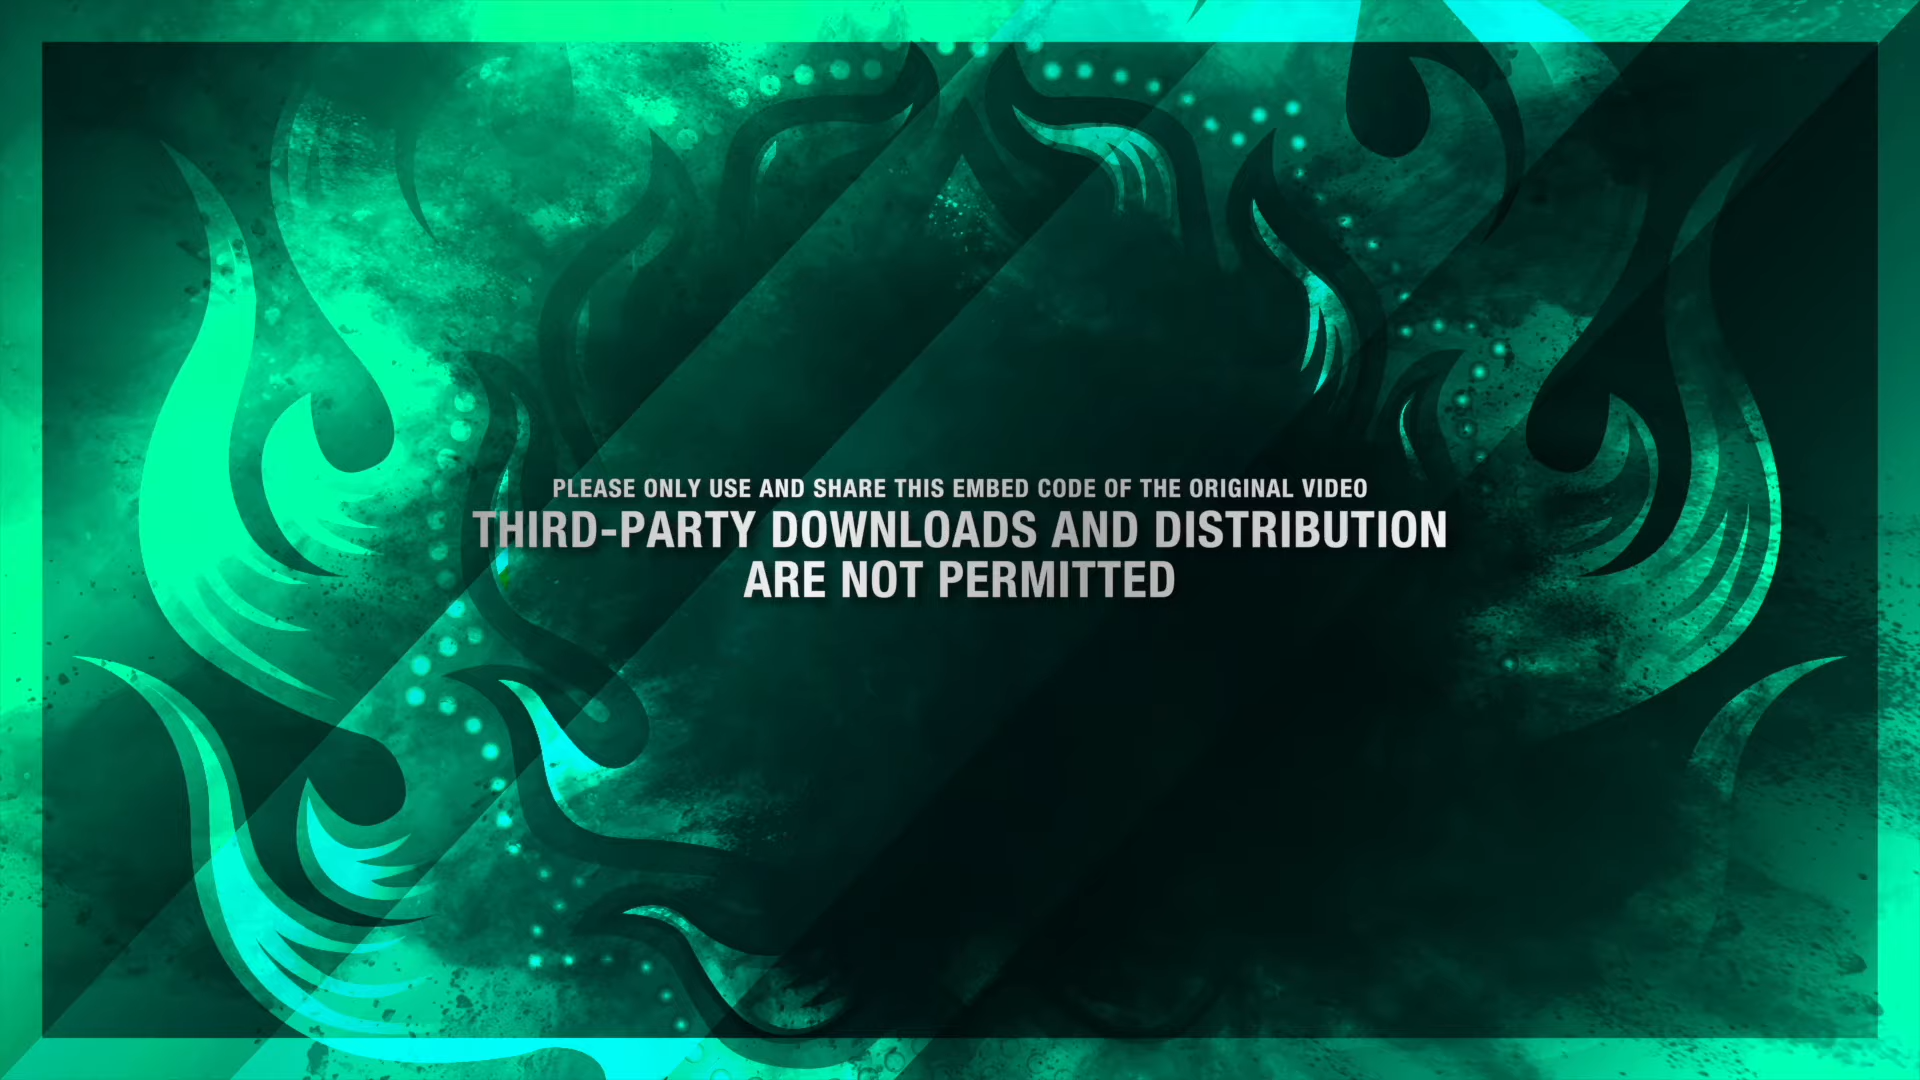 PLEASE ONLY USE AND SHARE THIS EMBED CODE OF THE ORIGINAL VIDEO
THIRD-PARTY DOWNLOADS AND DISTRIBUTION
ARE NOT PERMITTED